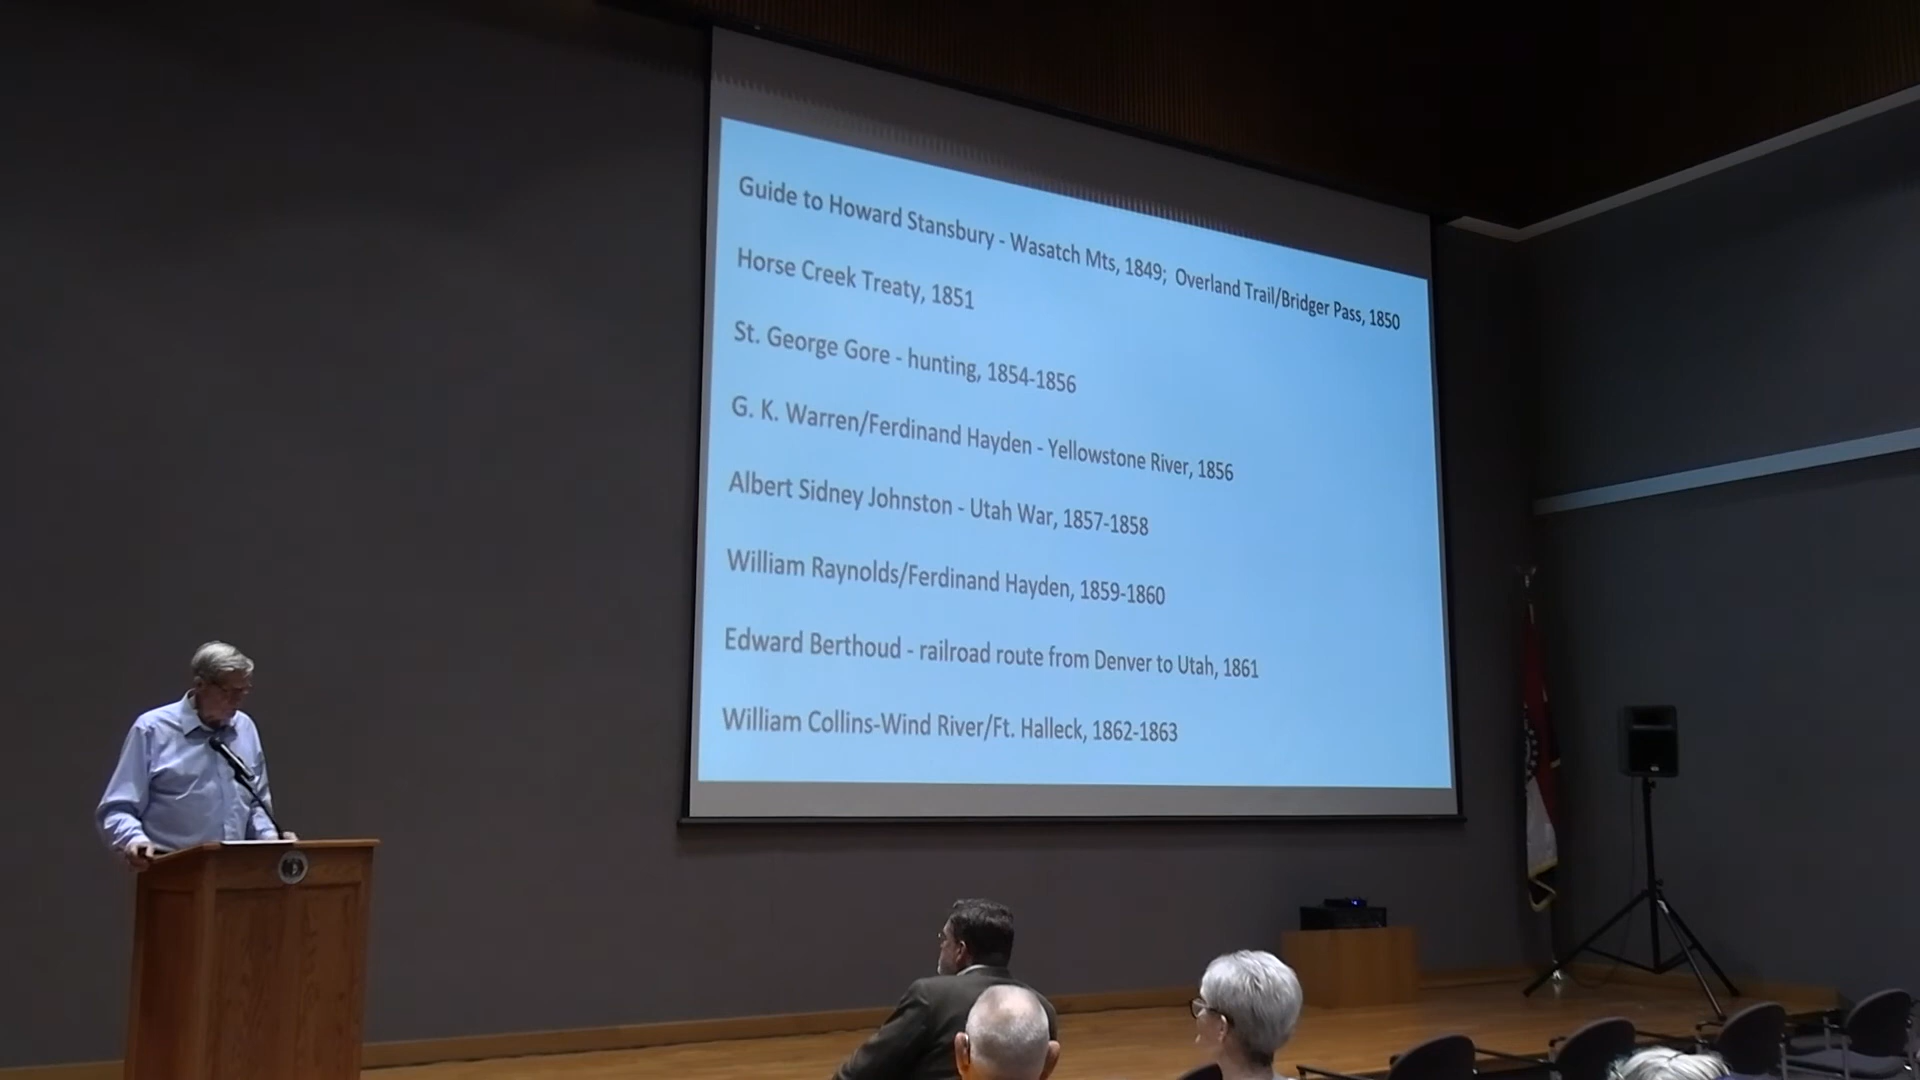 Guide to Howard Stansbury - Wasatch Mts, 1849; Overland Trail/Bridger Pass, 1850
Horse Creek Treaty, 1851
St. George Gore - hunting, 1854-1856
G. K. Warren/Ferdinand Hayden - Yellowstone River, 1856
Albert Sidney Johnston - Utah War, 1857-1858
William Raynolds/Ferdinand Hayden, 1859-1860
Edward Berthoud - railroad route from Denver to Utah, 1861
William Collins-Wind River/Ft. Halleck, 1862-1863